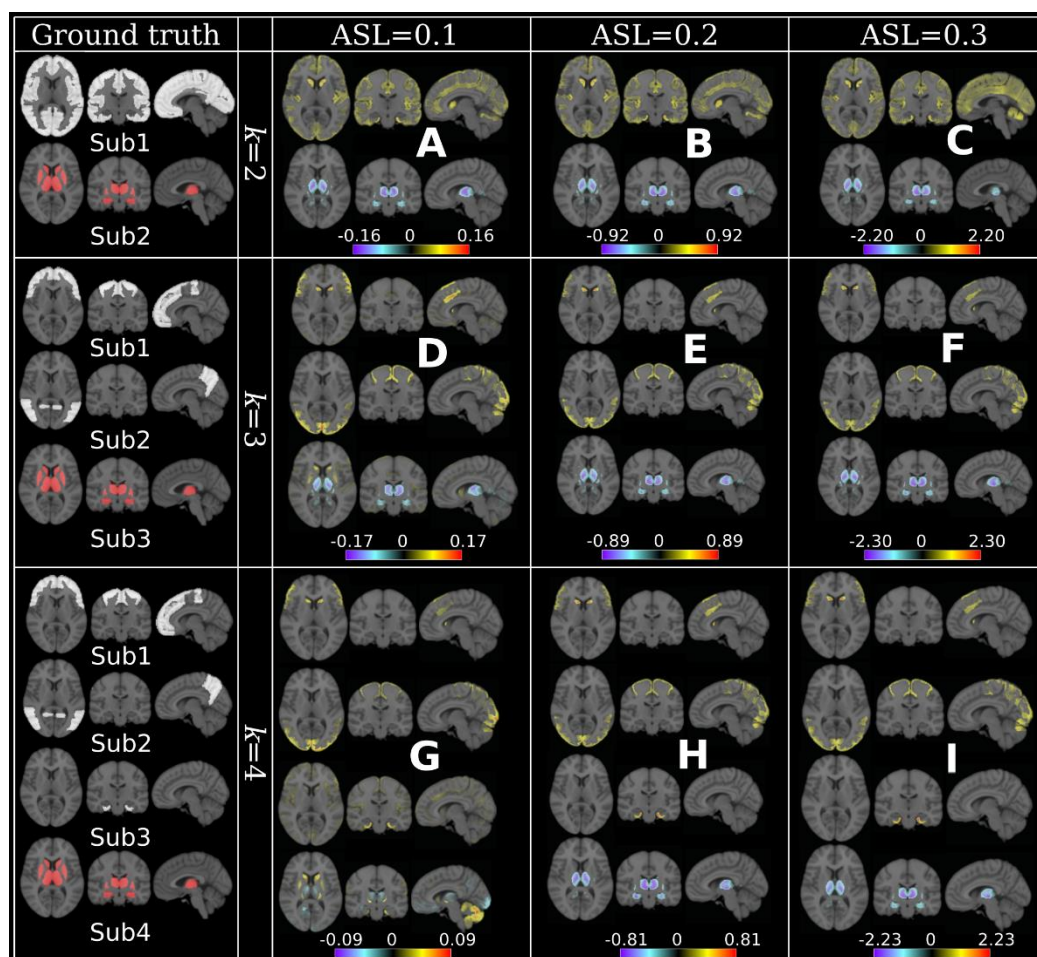 Ground truth ASL=0.1 ASL=0.2 ASL=0.3
Sub1
Sub2
k=2
A B C
-0.16 0 0.16 -0.92 0 0.92 -2.20 0 2.20
Sub1
Sub2
Sub3
k=3
D E F
-0.17 0 0.17 -0.89 0 0.89 -2.30 0 2.30
Sub1
Sub2
Sub3
Sub4
k=4
G H I
-0.09 0 0.09 -0.81 0 0.81 -2.23 0 2.23